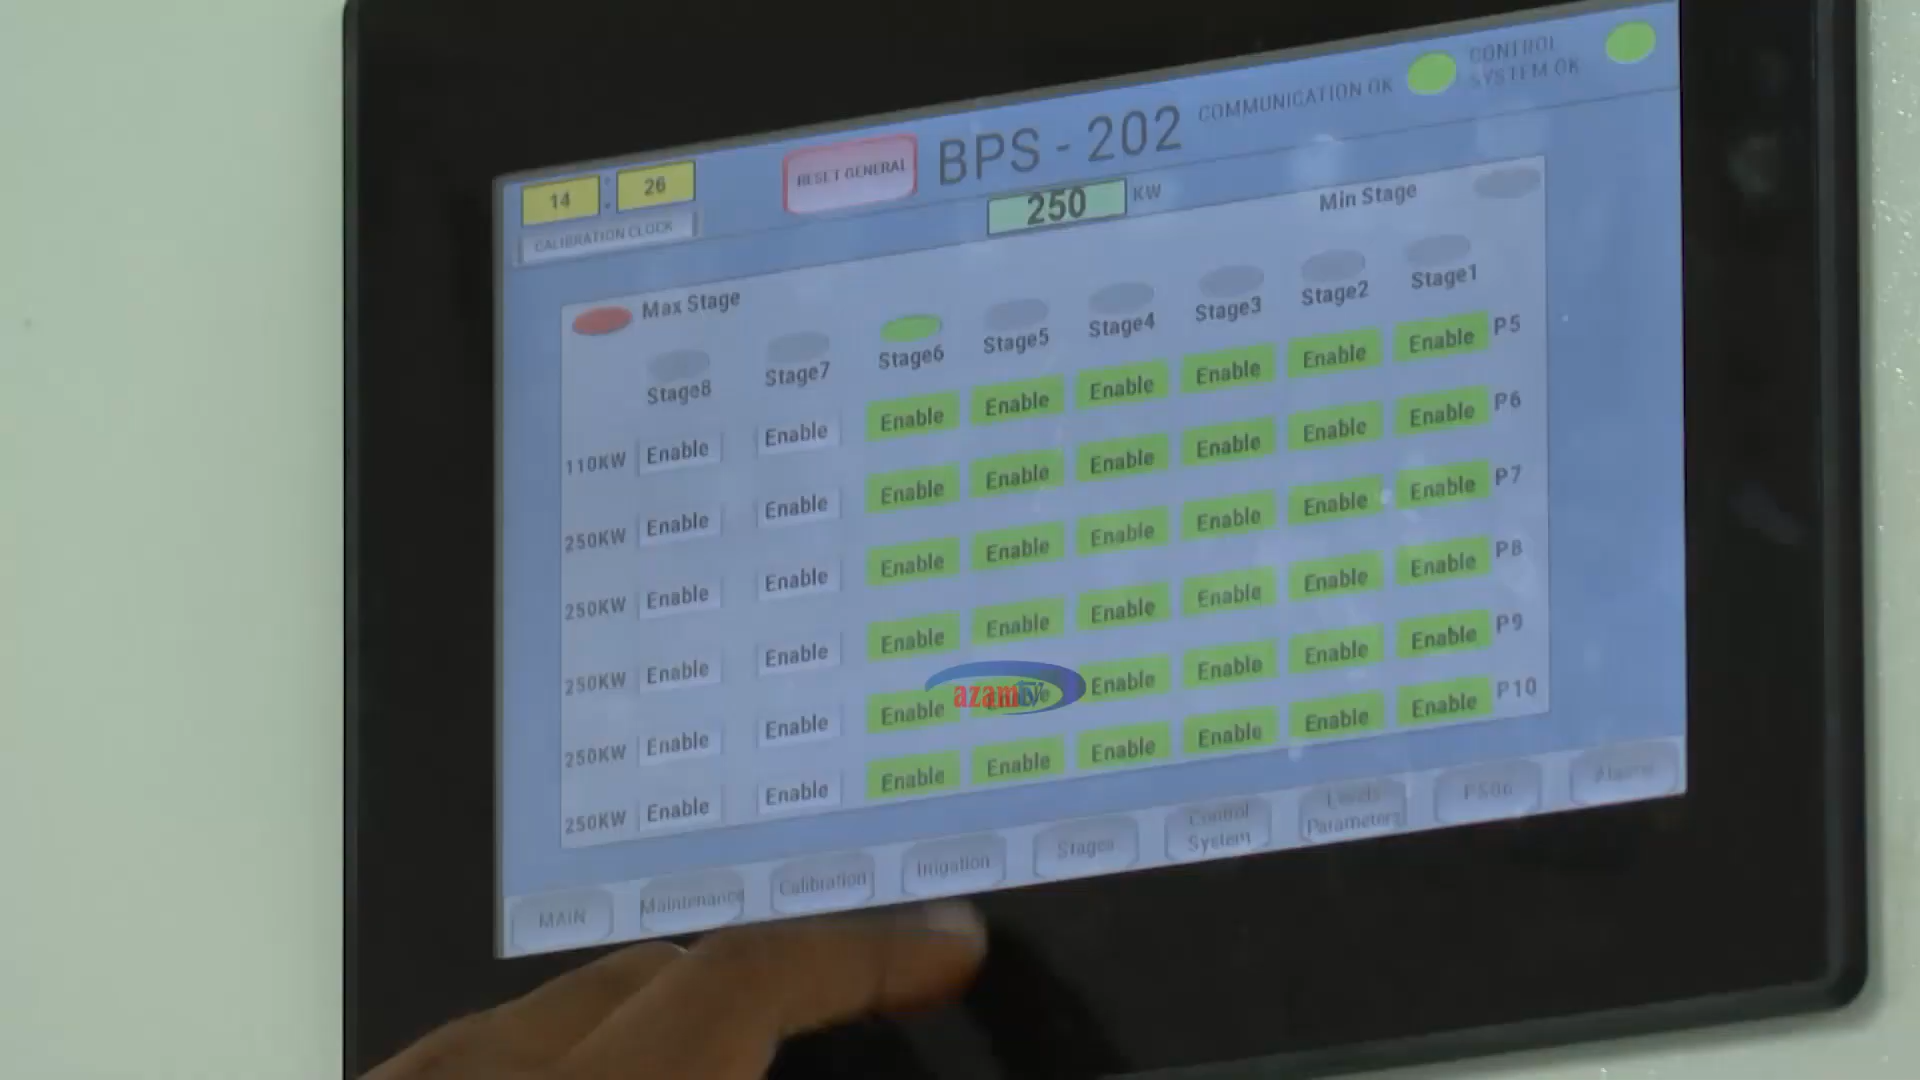 COMMUNICATION OK
CONTROL
SYSTEM OK
14 : 26
CALIBRATION CLOCK
RESET GENERAL
BPS - 202
250 KW
Min Stage
Max Stage
Stage8 Stage7 Stage6 Stage5 Stage4 Stage3 Stage2 Stage1
110KW Enable Enable Enable Enable Enable Enable Enable Enable P5
250KW Enable Enable Enable Enable Enable Enable Enable Enable P6
250KW Enable Enable Enable Enable Enable Enable Enable Enable P7
250KW Enable Enable Enable Enable Enable Enable Enable Enable P8
250KW Enable Enable Enable Enable Enable Enable Enable P9
250KW Enable Enable Enable Enable Enable Enable Enable Enable P10
azam tv
MAIN Maintenance Calibration Irrigation Stages Control System Levels Parameters